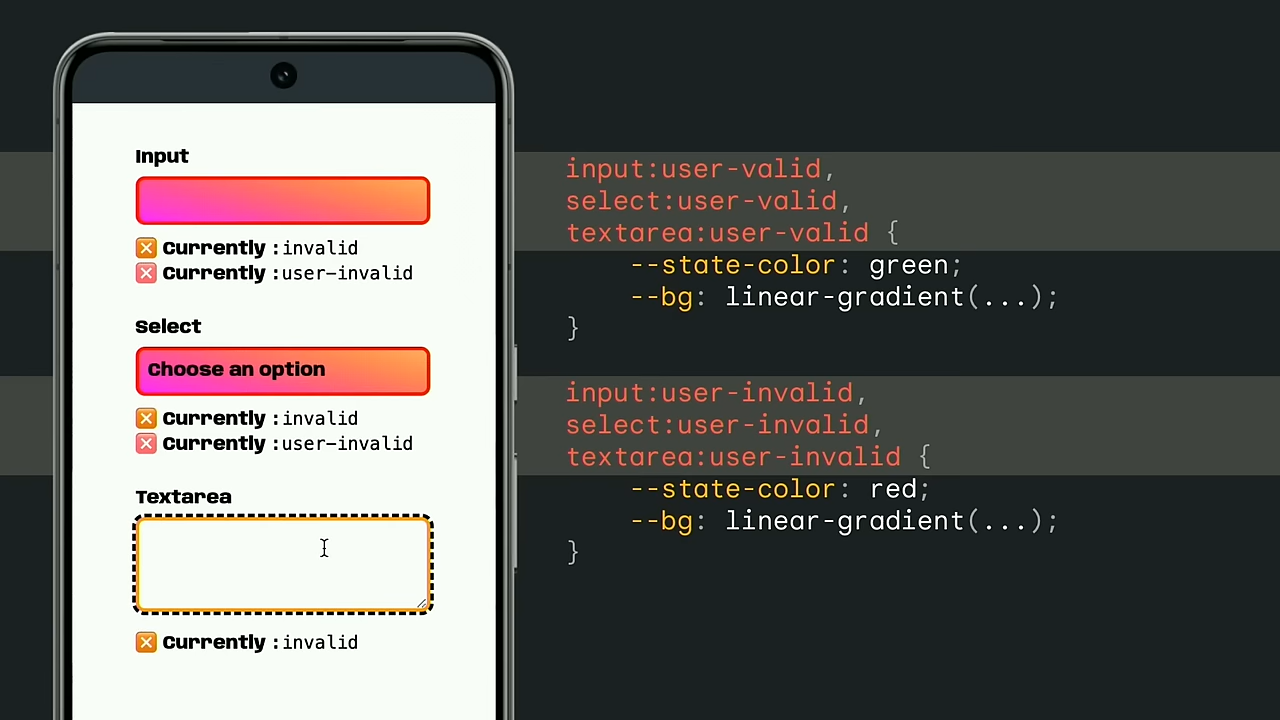 Input
Currently :invalid
Currently :user-invalid
Select
Choose an option
Currently :invalid
Currently :user-invalid
Textarea
Currently :invalid
input:user-valid,
select:user-valid,
textarea:user-valid {
--state-color: green;
--bg: linear-gradient(...);
}
input:user-invalid,
select:user-invalid,
textarea:user-invalid {
--state-color: red;
--bg: linear-gradient(...);
}